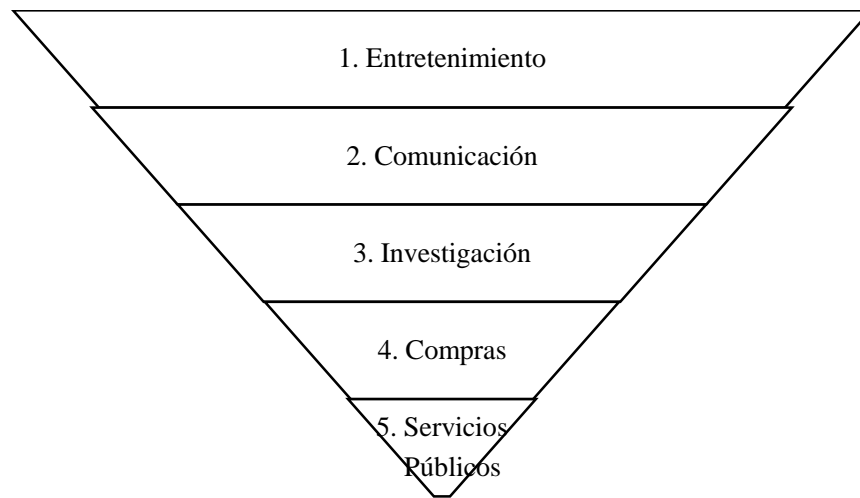 1. Entretenimiento
2. Comunicación
3. Investigación
4. Compras
5. Servicios
Públicos